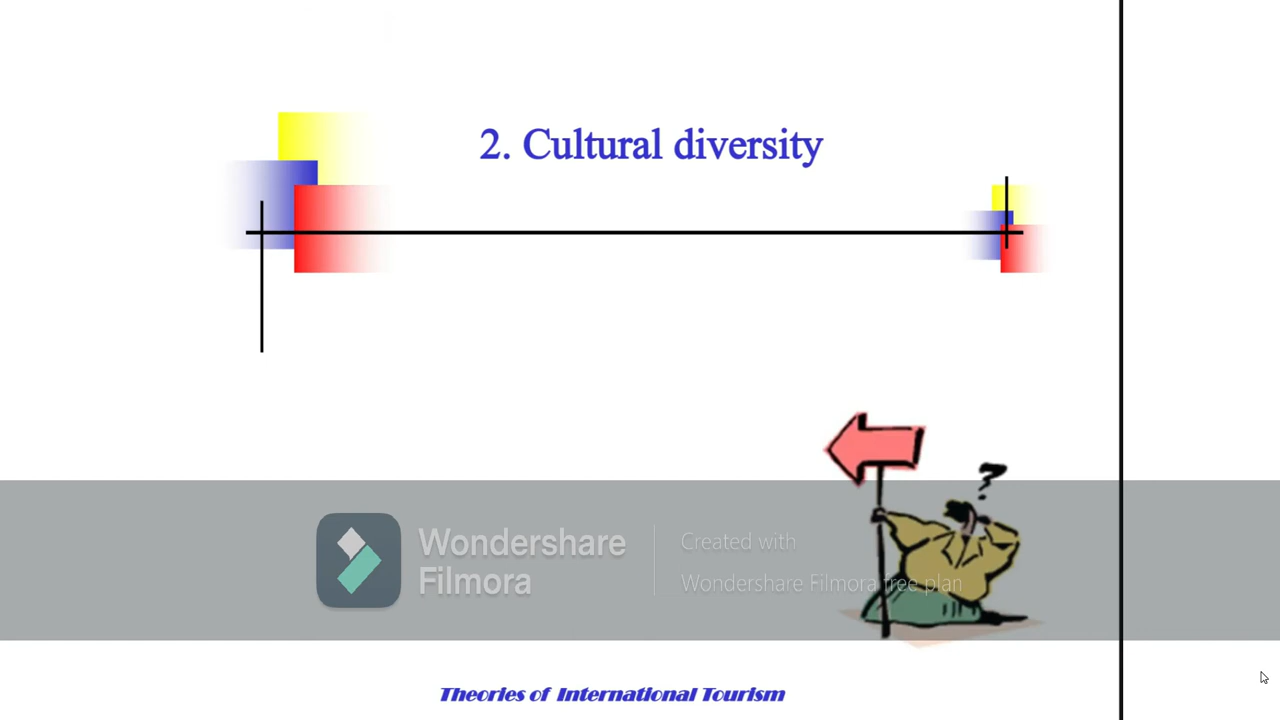 2. Cultural diversity
?
Wondershare
Filmora
Created with
Wondershare Filmora free plan
Theories of International Tourism